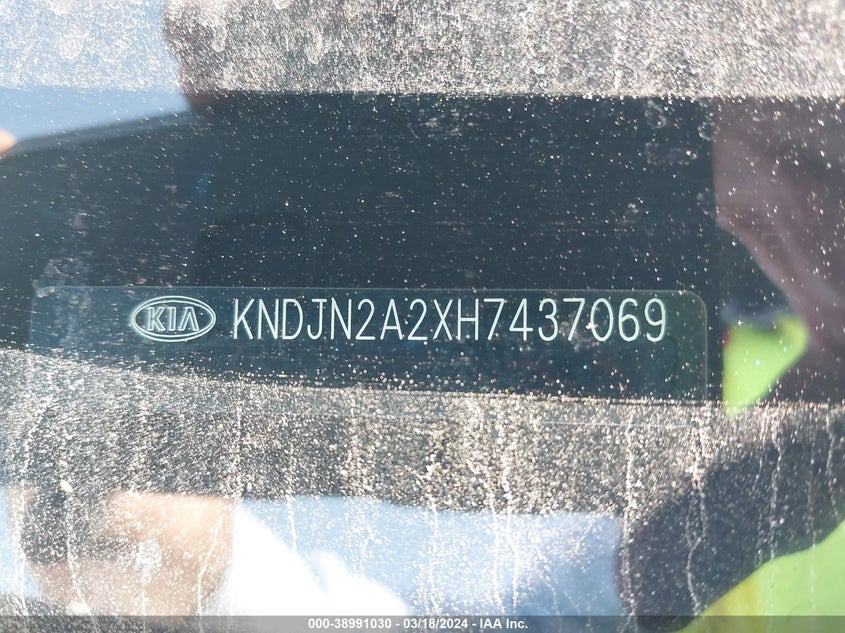 KIA KNDJN2A2XH7437069
000-38991030 - 03/18/2024 - IAA Inc.